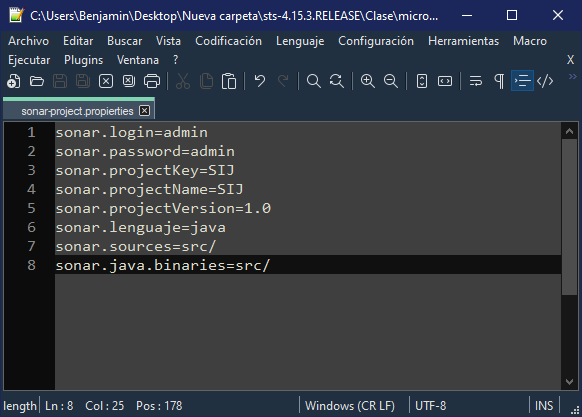 C:\Users\Benjamin\Desktop\Nueva carpeta\sts-4.15.3.RELEASE\Clase\micro...
Archivo Editar Buscar Vista Codificación Lenguaje Configuración Herramientas Macro
Ejecutar Plugins Ventana ? X
sonar-project.propierties
1 sonar.login=admin
2 sonar.password=admin
3 sonar.projectKey=SIJ
4 sonar.projectName=SIJ
5 sonar.projectVersion=1.0
6 sonar.lenguaje=java
7 sonar.sources=src/
8 sonar.java.binaries=src/
length Ln : 8 Col : 25 Pos : 178 Windows (CR LF) UTF-8 INS